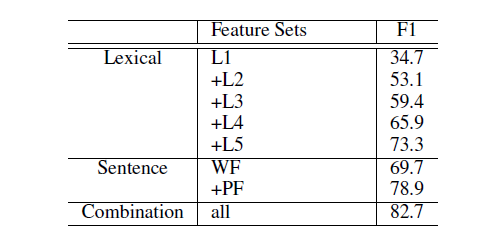 Feature Sets F1
Lexical L1 34.7
+L2 53.1
+L3 59.4
+L4 65.9
+L5 73.3
Sentence WF 69.7
+PF 78.9
Combination all 82.7